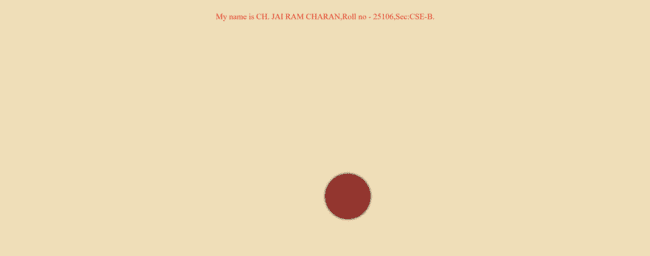 My name is CH. JAI RAM CHARAN,Roll no - 25106,Sec:CSE-B.